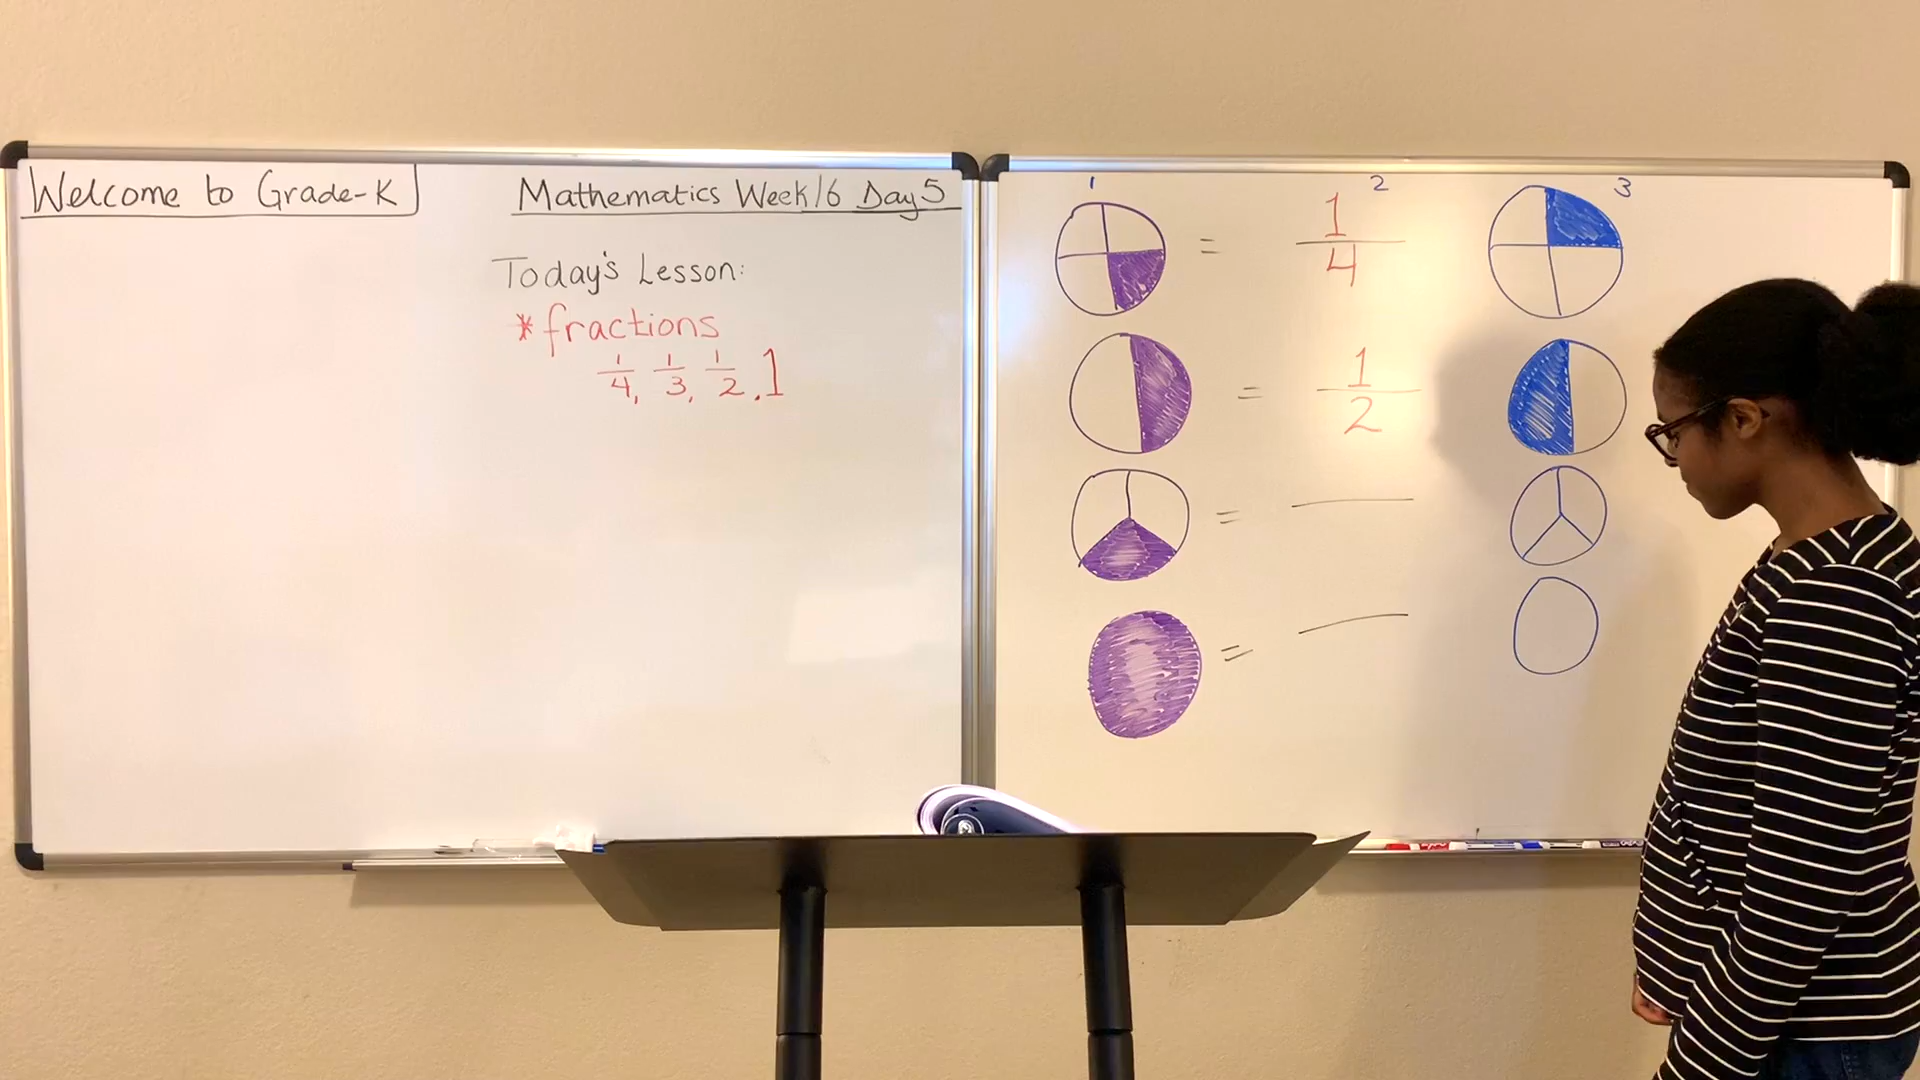 Welcome to Grade-K
Mathematics Week 16 Day 5
Today's Lesson:
* fractions
1/4, 1/3, 1/2, 1
1 2 3
= 1/4
= 1/2
=
=